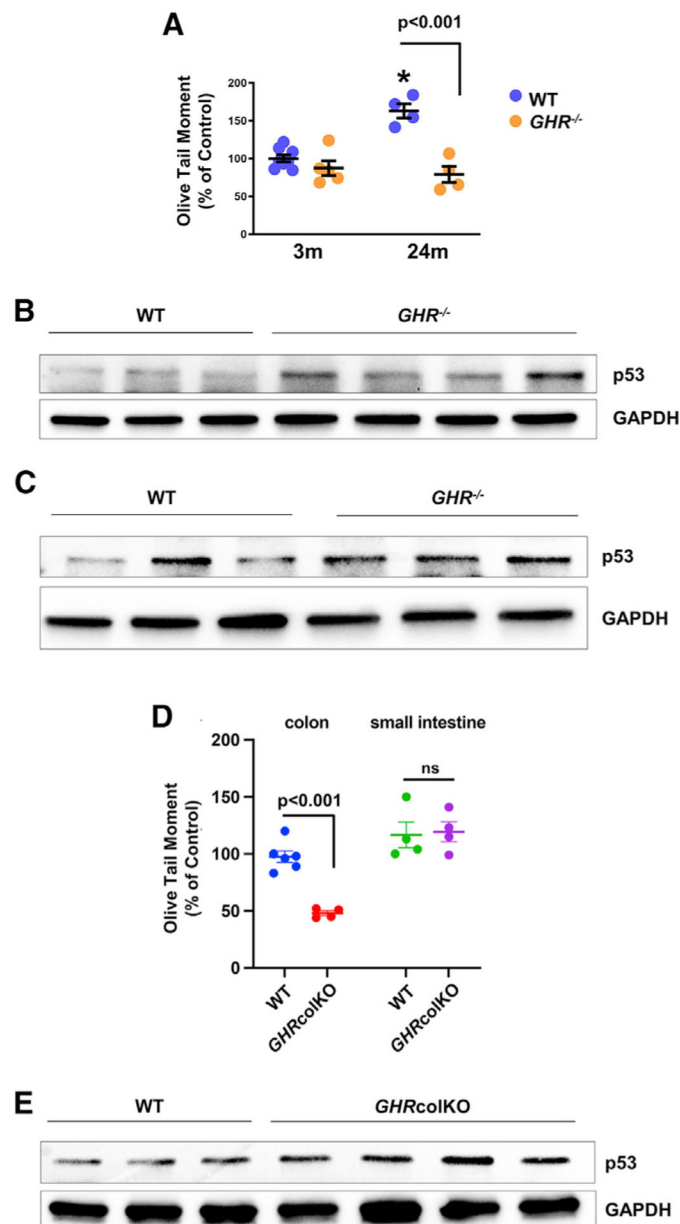 A
p<0.001
*
200
150
100
50
0
Olive Tail Moment
(% of Control)
WT
GHR-/-
3m 24m
B
WT GHR-/-
p53
GAPDH
C
WT GHR-/-
p53
GAPDH
D
colon small intestine
200
150
100
50
0
Olive Tail Moment
(% of Control)
p<0.001
ns
WT
GHRcolKO
WT
GHRcolKO
E
WT GHRcolKO
p53
GAPDH